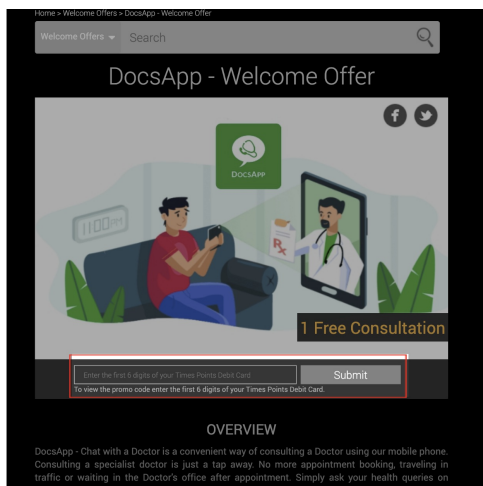 Home > Welcome Offers > DocsApp - Welcome Offer
Welcome Offers Search
DocsApp - Welcome Offer
DOCSAPP
11:00PM
Rx
1 Free Consultation
Enter the first 6 digits of your Times Points Debit Card. Submit
To view the promo code enter the first 6 digits of your Times Points Debit Card.
OVERVIEW
DocsApp - Chat with a Doctor is a convenient way of consulting a Doctor using our mobile phone.
Consulting a specialist doctor is just a tap away. No more appointment booking, traveling in
traffic or waiting in the Doctor's office after appointment. Simply ask your health queries on